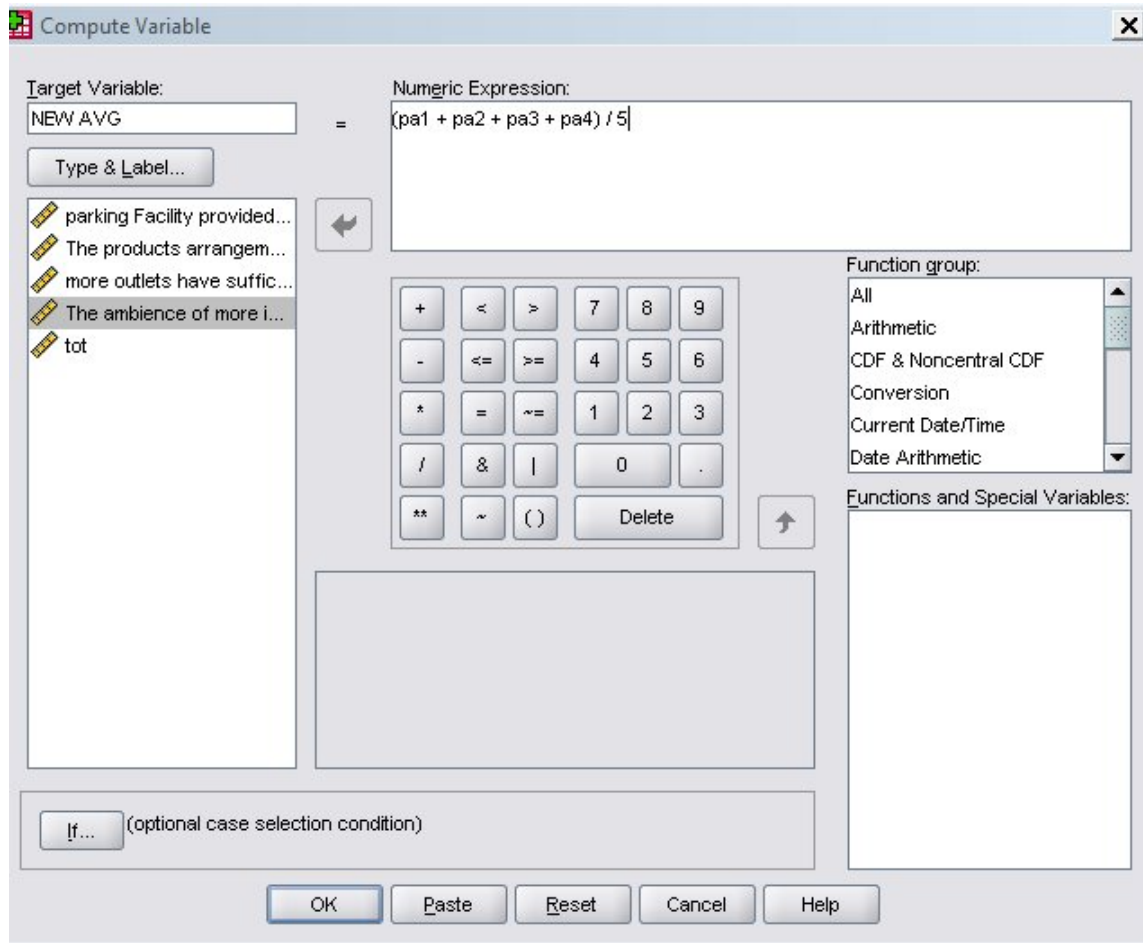 Compute Variable
Target Variable:
NEW AVG
=
Numeric Expression:
(pa1 + pa2 + pa3 + pa4) / 5
Type & Label...
parking Facility provided...
The products arrangem...
more outlets have suffic...
The ambience of more i...
tot
+ < > 7 8 9
- <= >= 4 5 6
* = ~= 1 2 3
/ & | 0 .
** ~ ( ) Delete
Function group:
All
Arithmetic
CDF & Noncentral CDF
Conversion
Current Date/Time
Date Arithmetic
Functions and Special Variables:
If... (optional case selection condition)
OK Paste Reset Cancel Help